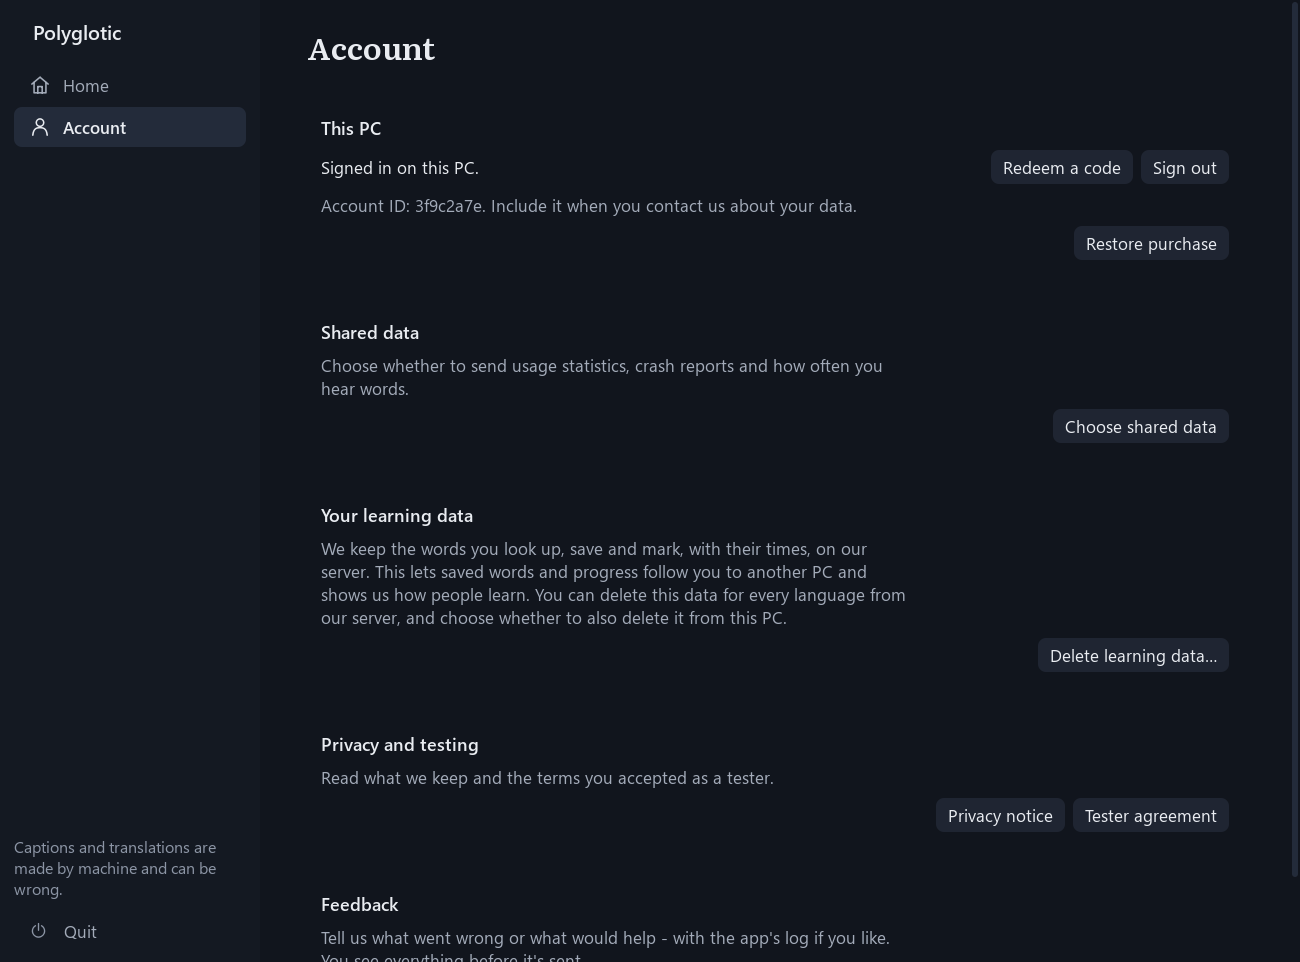 Polyglotic
Home
Account
Captions and translations are
made by machine and can be
wrong.
Quit
Account
This PC
Signed in on this PC.
Redeem a code
Sign out
Account ID: 3f9c2a7e. Include it when you contact us about your data.
Restore purchase
Shared data
Choose whether to send usage statistics, crash reports and how often you
hear words.
Choose shared data
Your learning data
We keep the words you look up, save and mark, with their times, on our
server. This lets saved words and progress follow you to another PC and
shows us how people learn. You can delete this data for every language from
our server, and choose whether to also delete it from this PC.
Delete learning data...
Privacy and testing
Read what we keep and the terms you accepted as a tester.
Privacy notice
Tester agreement
Feedback
Tell us what went wrong or what would help - with the app's log if you like.
You see everything before it's sent.